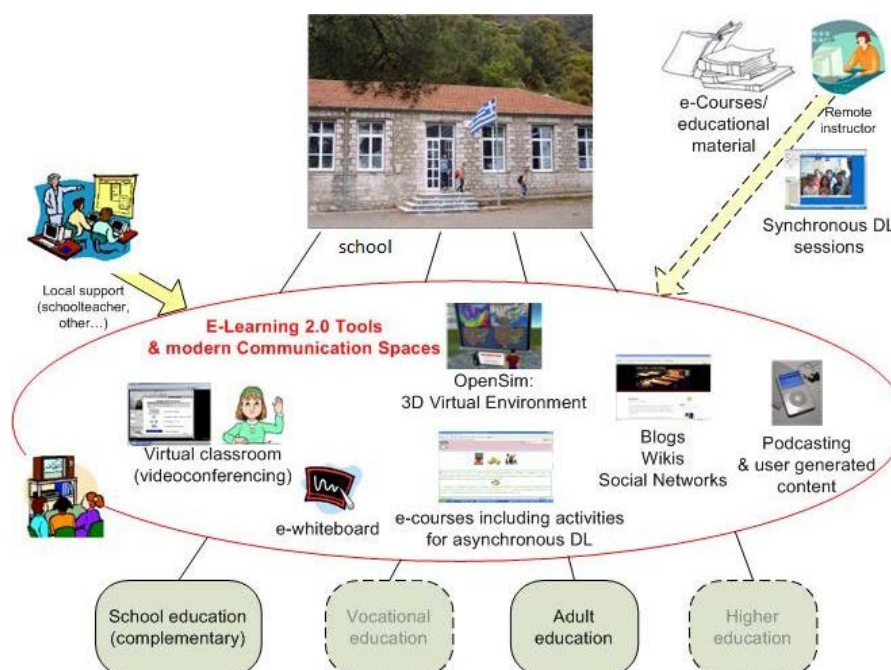 e-Courses/
educational
material
Remote
instructor
Synchronous DL
sessions
school
Local support
(schoolteacher,
other...)
E-Learning 2.0 Tools
& modern Communication Spaces
OpenSim:
3D Virtual Environment
Virtual classroom
(videoconferencing)
Blogs
Wikis
Social Networks
Podcasting
& user generated
content
e-whiteboard
e-courses including activities
for asynchronous DL
School education
(complementary)
Vocational
education
Adult
education
Higher
education